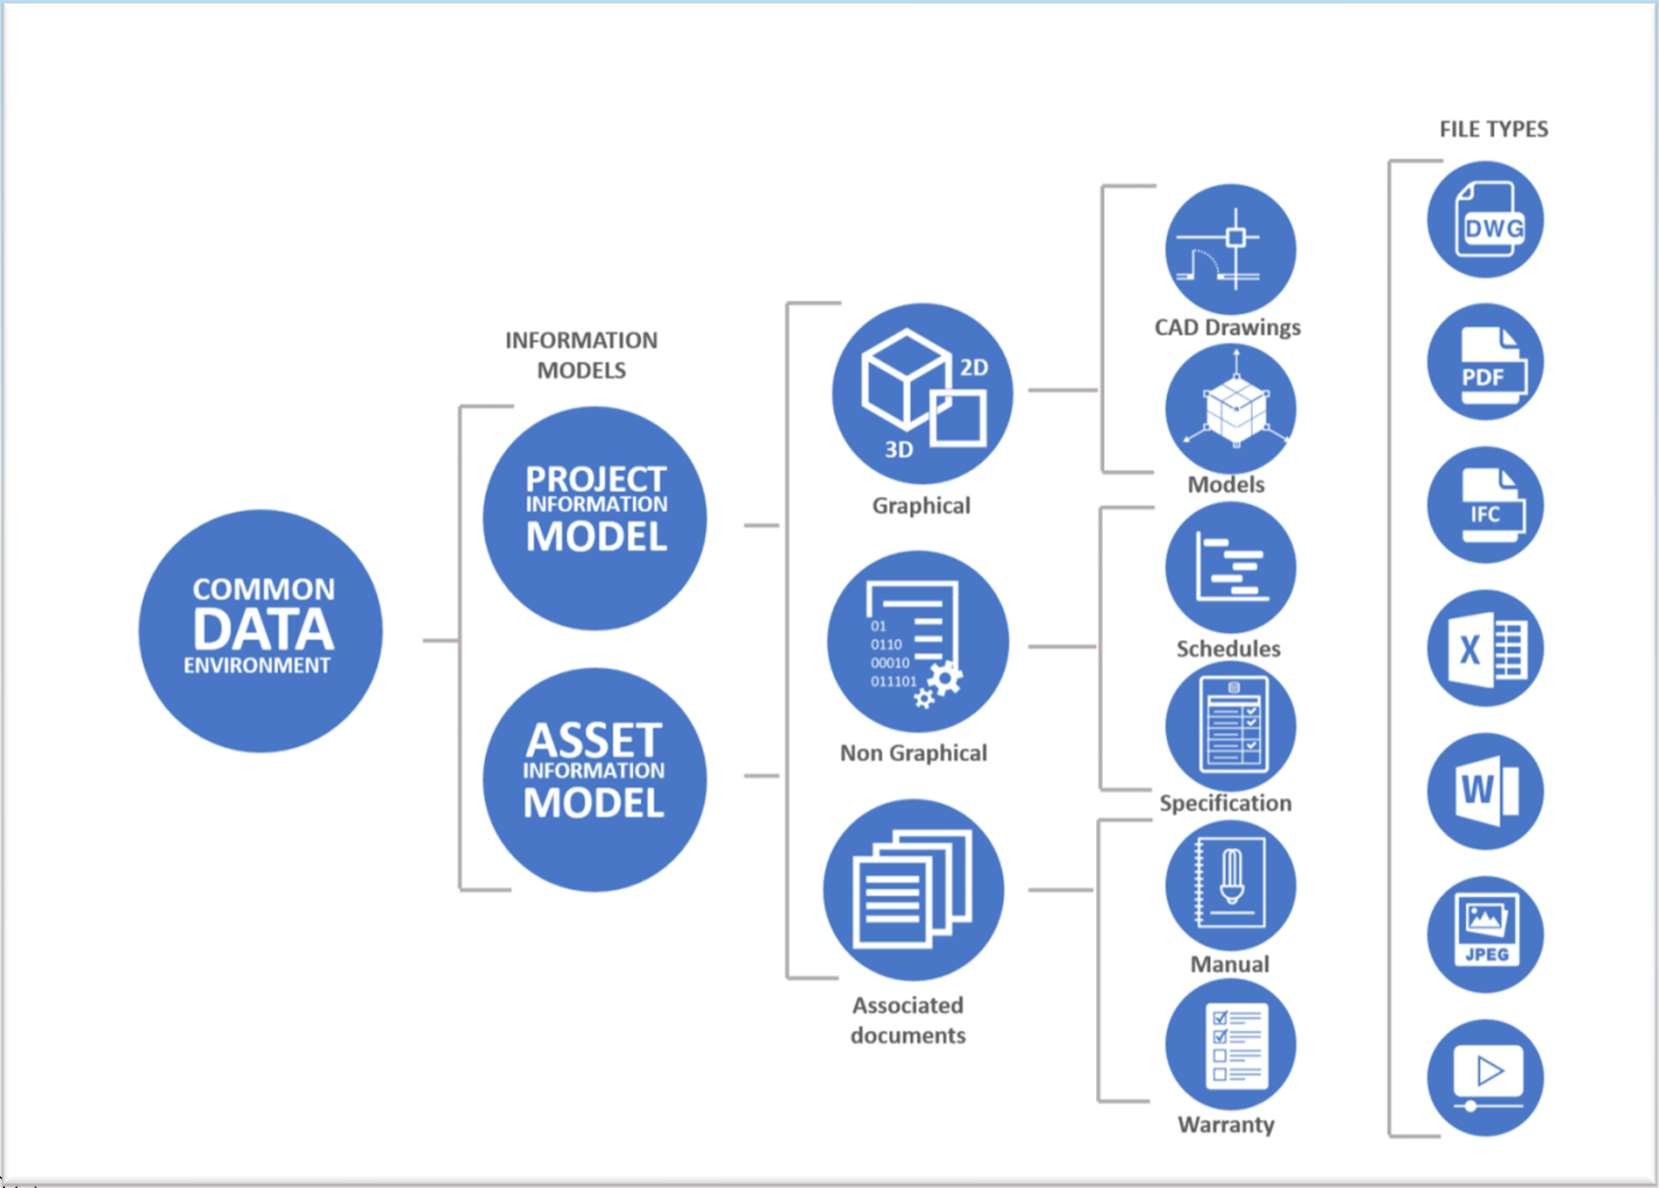 FILE TYPES
DWG
PDF
IFC
X
W
JPEG
CAD Drawings
Models
Schedules
Specification
Manual
Warranty
2D
3D
Graphical
01
0110
00010
011101
Non Graphical
Associated
documents
INFORMATION
MODELS
PROJECT
INFORMATION
MODEL
ASSET
INFORMATION
MODEL
COMMON
DATA
ENVIRONMENT